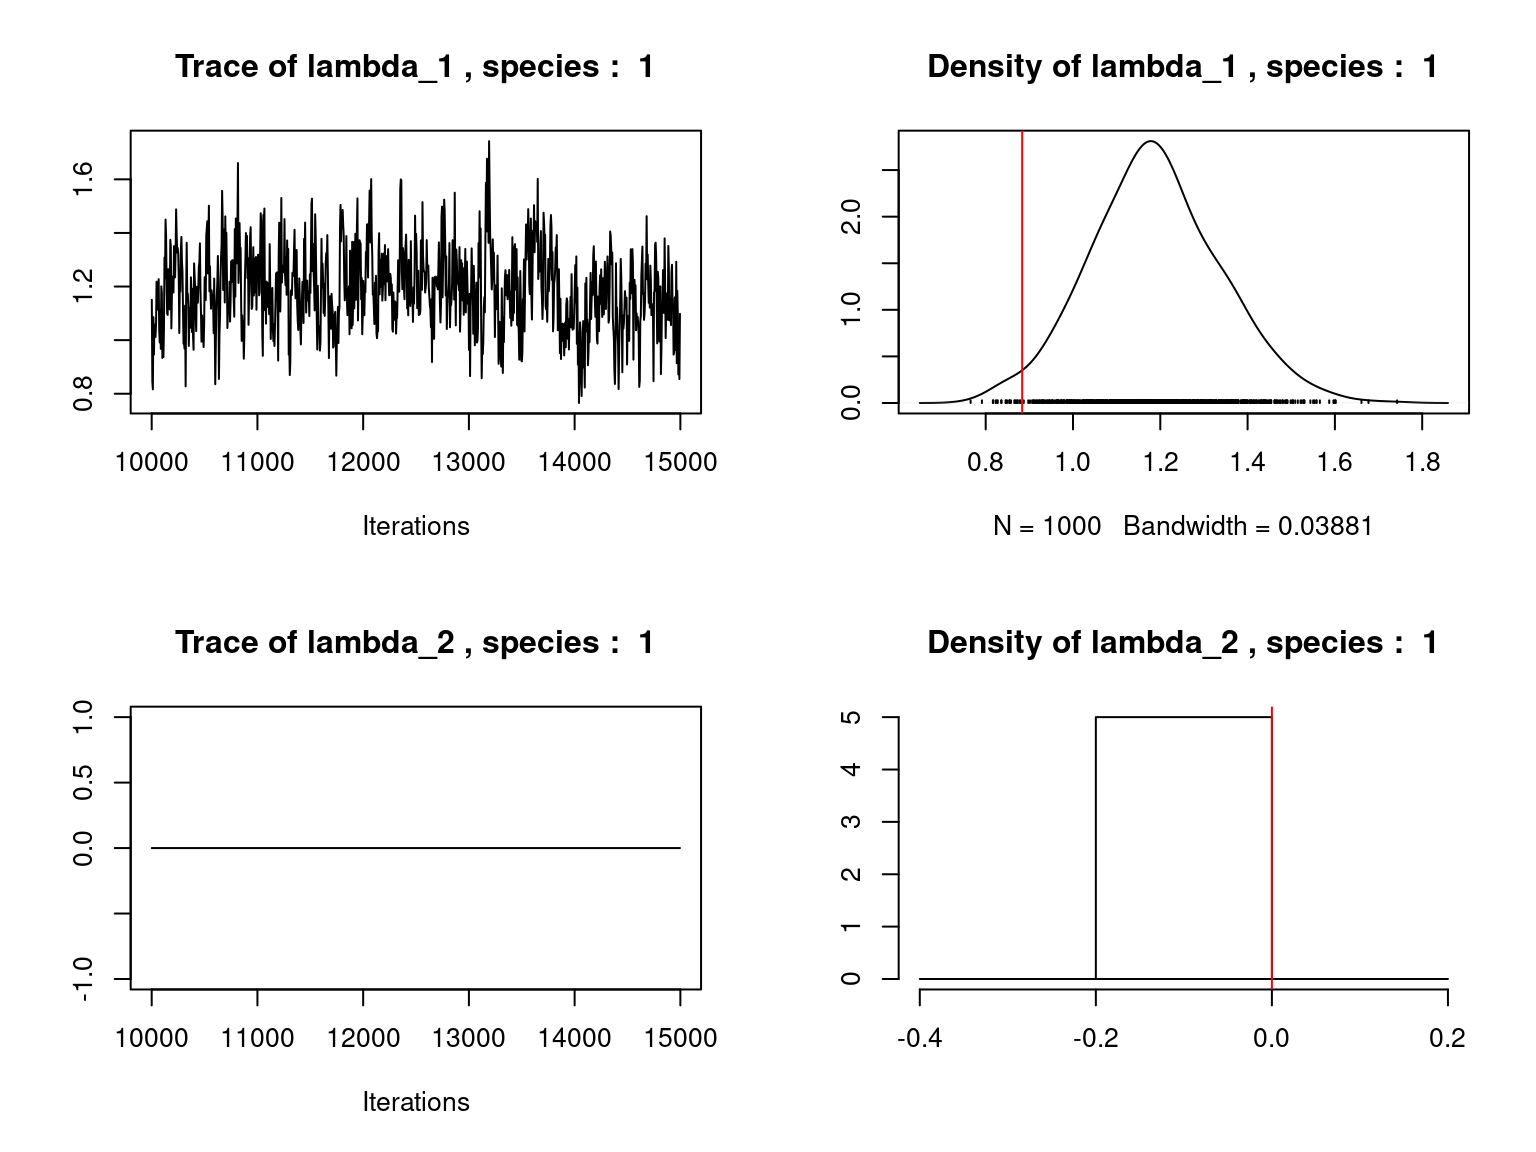 Trace of lambda_1 , species :  1
1.6
1.2
0.8
10000 11000 12000 13000 14000 15000
Iterations
Density of lambda_1 , species :  1
2.0
1.0
0.0
0.8 1.0 1.2 1.4 1.6 1.8
N = 1000   Bandwidth = 0.03881
Trace of lambda_2 , species :  1
1.0
0.5
0.0
-1.0
10000 11000 12000 13000 14000 15000
Iterations
Density of lambda_2 , species :  1
5
4
3
2
1
0
-0.4 -0.2 0.0 0.2